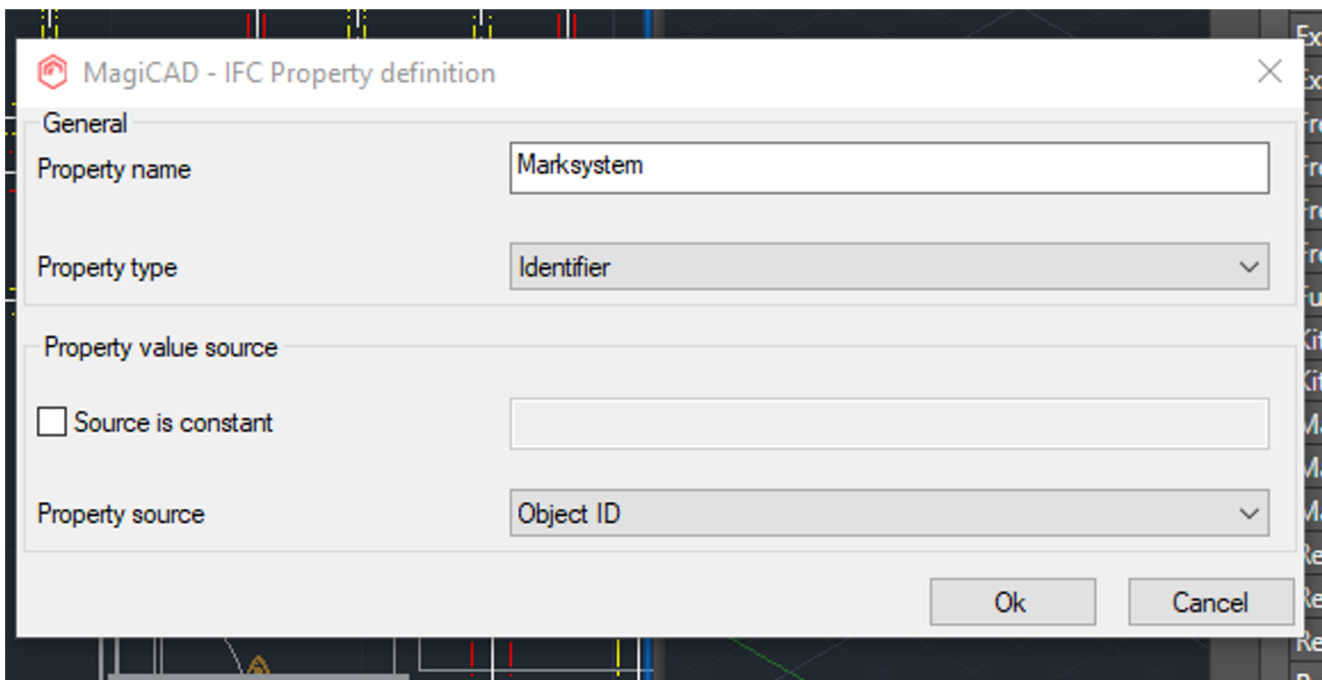 MagiCAD - IFC Property definition
General
Property name
Marksystem
Property type
Identifier
Property value source
Source is constant
Property source
Object ID
Ok
Cancel